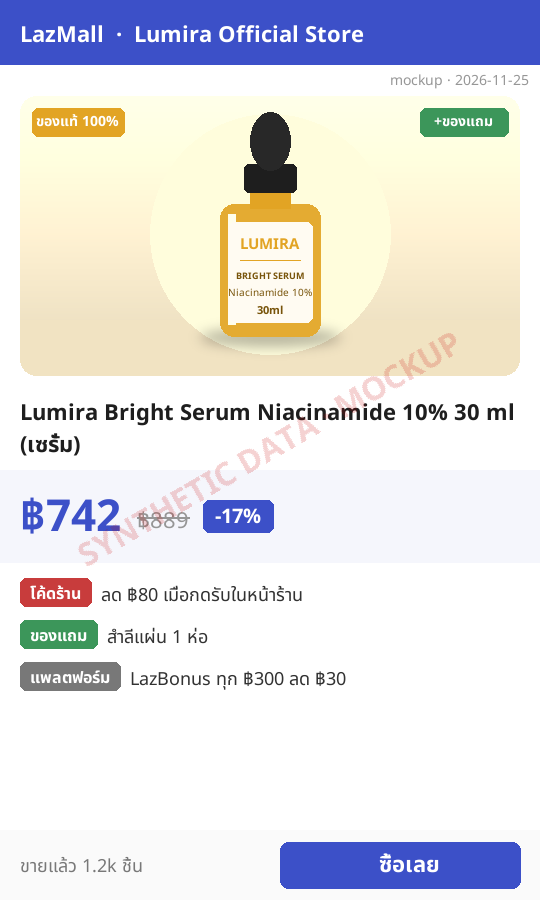 LazMall · Lumira Official Store
mockup · 2026-11-25
ของแท้ 100%
+ของแถม
LUMIRA
BRIGHT SERUM
Niacinamide 10%
30ml
Lumira Bright Serum Niacinamide 10% 30 ml
(เซรั่ม)
฿742 ฿889 -17%
SYNTHETIC DATA · MOCKUP
โค้ดร้าน ลด ฿80 เมื่อกดรับในหน้าร้าน
ของแถม สำลีแผ่น 1 ห่อ
แพลตฟอร์ม LazBonus ทุก ฿300 ลด ฿30
ขายแล้ว 1.2k ชิ้น
ซื้อเลย